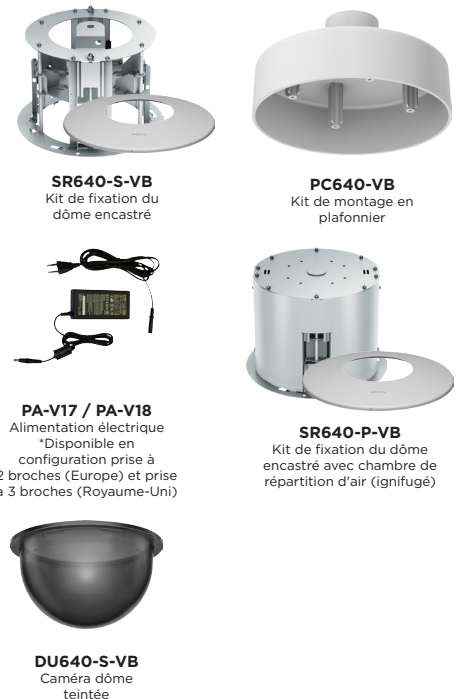 SR640-S-VB
Kit de fixation du
dôme encastré
PC640-VB
Kit de montage en
plafonnier
PA-V17 / PA-V18
Alimentation électrique
*Disponible en
configuration prise à
2 broches (Europe) et prise
à 3 broches (Royaume-Uni)
SR640-P-VB
Kit de fixation du dôme
encastré avec chambre de
répartition d'air (ignifugé)
DU640-S-VB
Caméra dôme
teintée